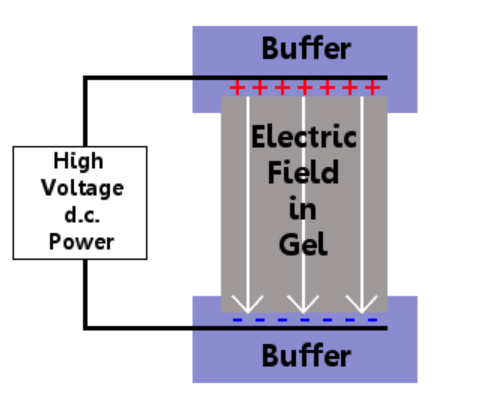 Buffer
+ + + + + + +
Electric
Field
in
Gel
High
Voltage
d.c.
Power
- - - - - - -
Buffer